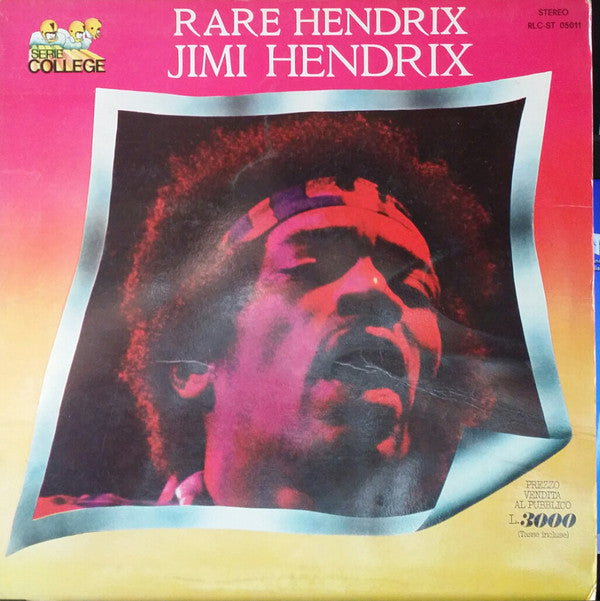 RARE HENDRIX
JIMI HENDRIX
SERIE
COLLEGE
STEREO
RLC-ST 05011
PREZZO
VENDITA
AL PUBBLICO
L.3000
(Tasse incluse)